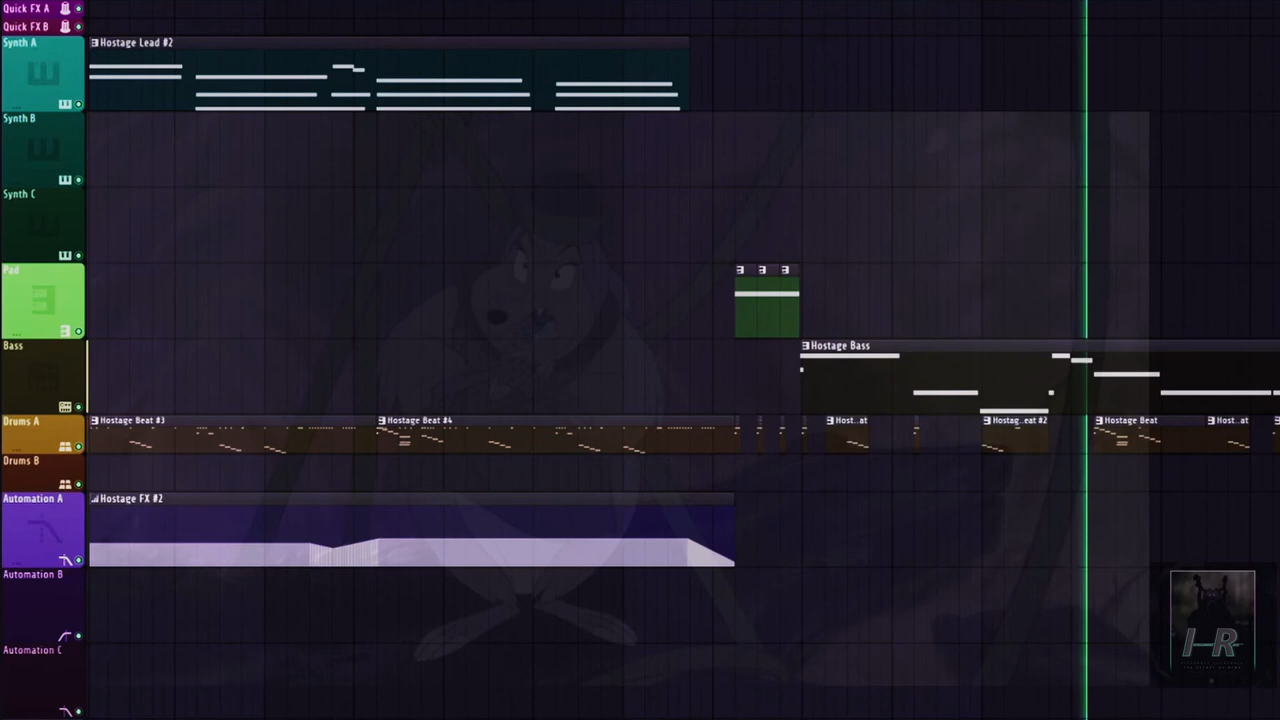 Quick FX A
Quick FX B
Synth A
Hostage Lead #2
Synth B
Synth C
Pad
Bass
Hostage Bass
Drums A
Hostage Beat #3
Hostage Beat #4
Host..at
Hostag..eat #2
Hostage Beat
Host..at
Drums B
Automation A
Hostage FX #2
Automation B
Automation C
I-R